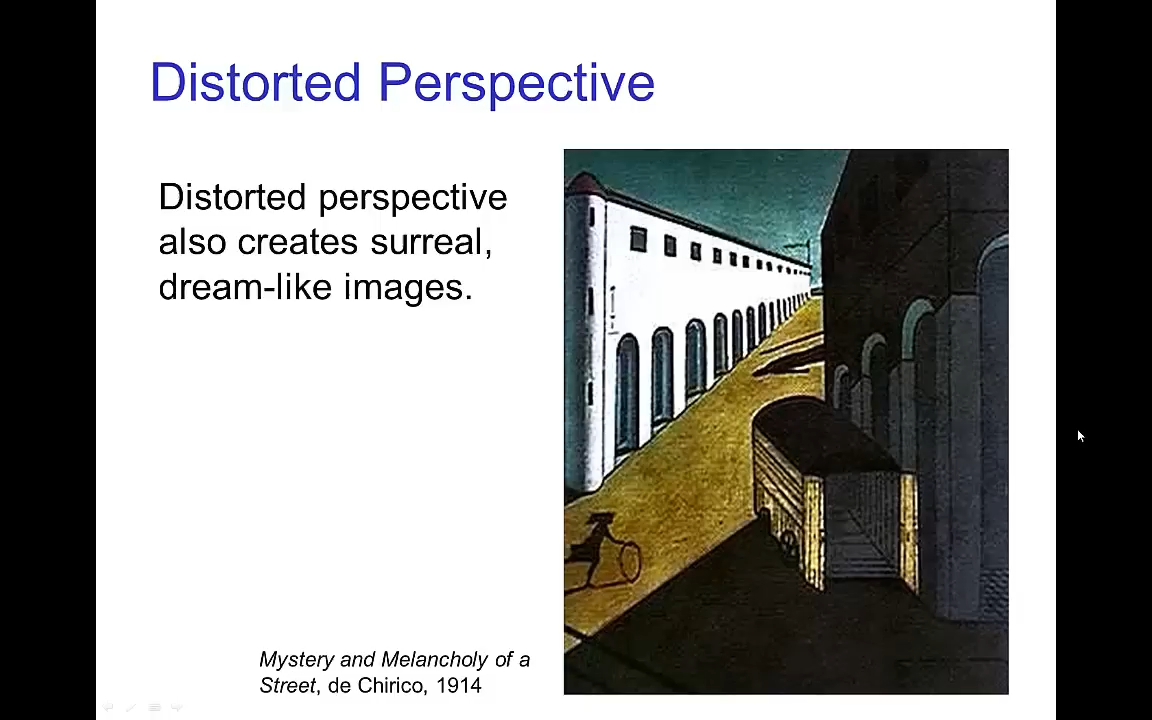 Distorted Perspective
Distorted perspective
also creates surreal,
dream-like images.
Mystery and Melancholy of a
Street, de Chirico, 1914